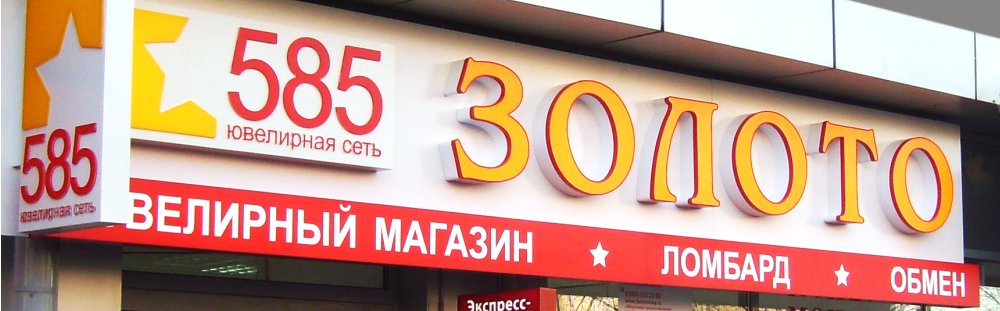 585
ювелирная сеть
585
ювелирная сеть
ЗОЛОТО
ВЕЛИРНЫЙ МАГАЗИН ★ ЛОМБАРД ★ ОБМЕН
Экспресс-